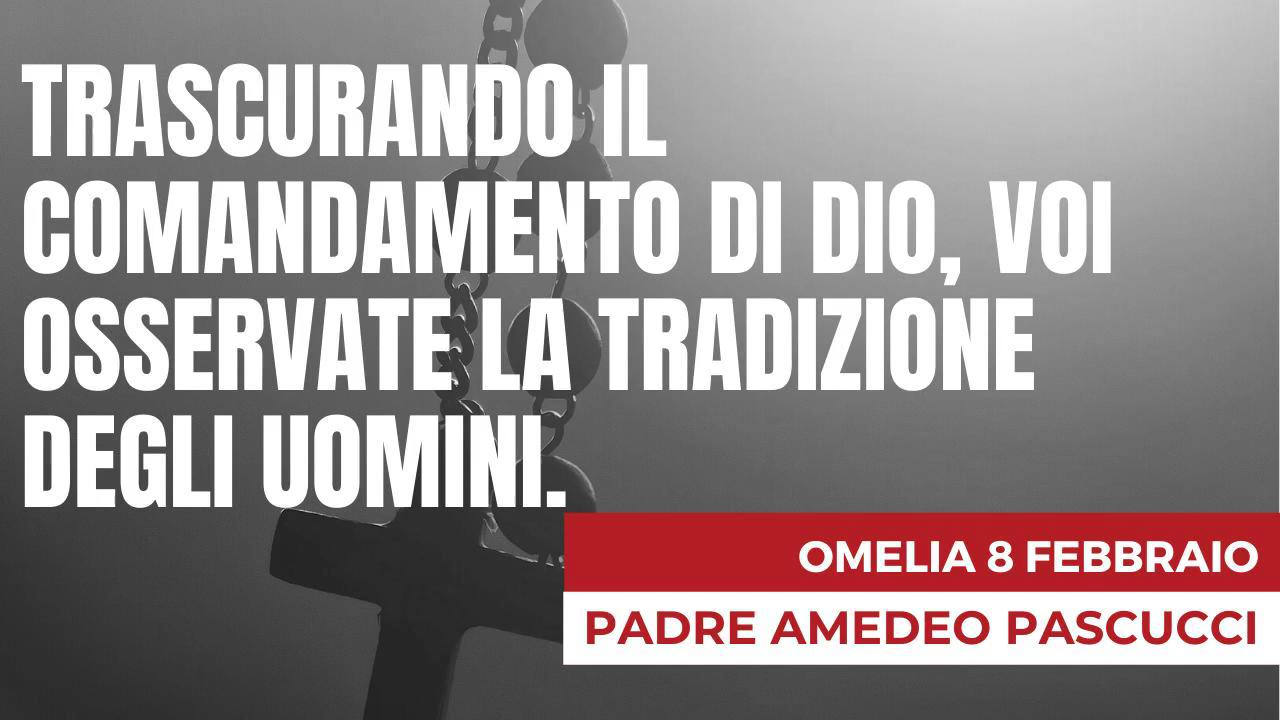 TRASCURANDO IL
COMANDAMENTO DI DIO, VOI
OSSERVATE LA TRADIZIONE
DEGLI UOMINI.
OMELIA 8 FEBBRAIO
PADRE AMEDEO PASCUCCI